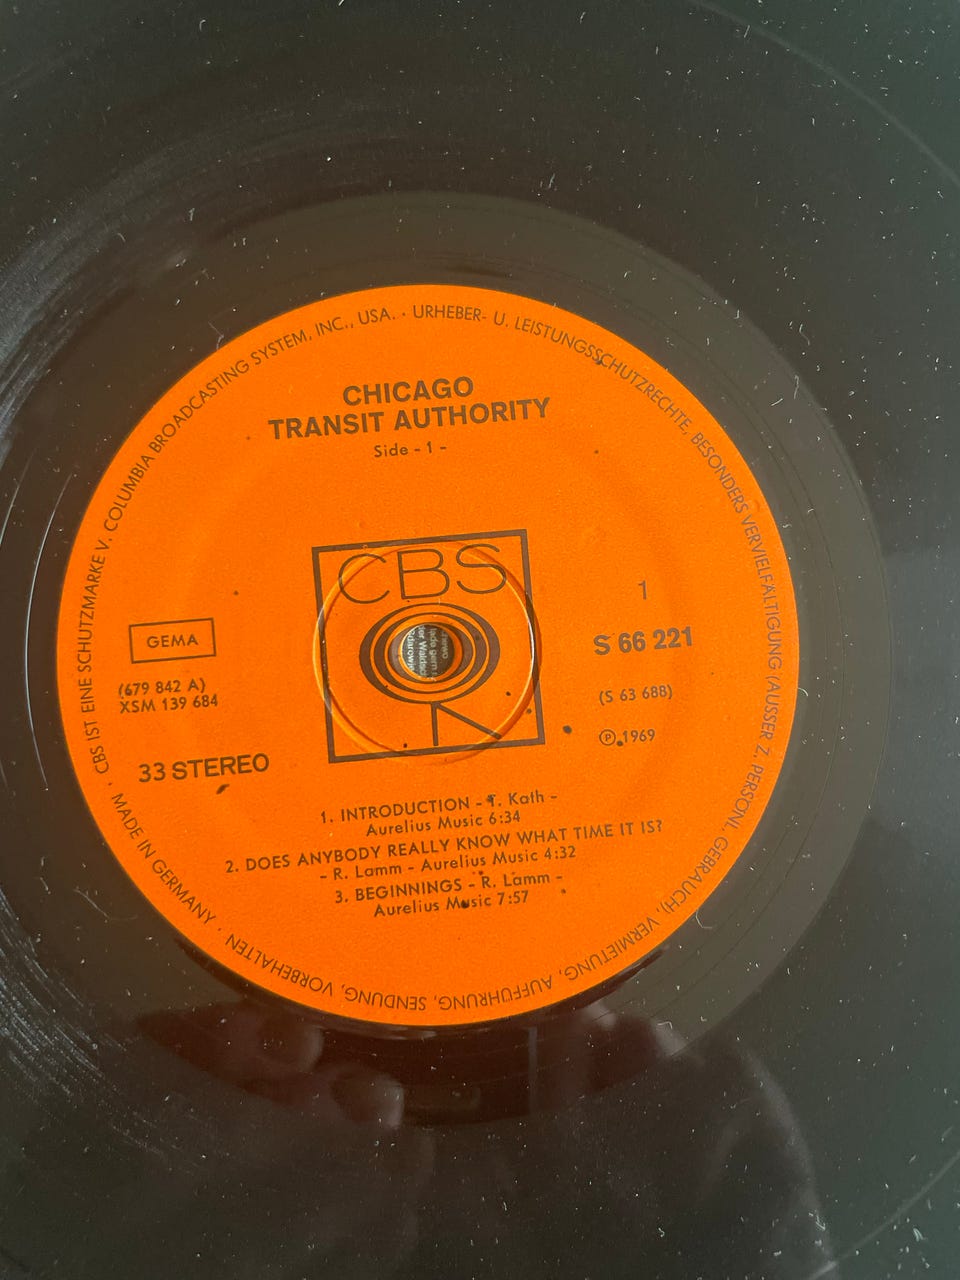 CHICAGO
TRANSIT AUTHORITY
Side - 1 -
CBS
GEMA
(679 842 A)
XSM 139 684
33 STEREO
1
S 66 221
(S 63 688)
Ⓟ 1969
1. INTRODUCTION - T. Kath -
Aurelius Music 6:34
2. DOES ANYBODY REALLY KNOW WHAT TIME IT IS?
- R. Lamm - Aurelius Music 4:32
3. BEGINNINGS - R. Lamm -
Aurelius Music 7:57
· CBS IST EINE SCHUTZMARKE V. COLUMBIA BROADCASTING SYSTEM, INC., USA. · URHEBER- U. LEISTUNGSSCHUTZRECHTE, BESONDERS VERVIELFÄLTIGUNG (AUSSER Z. PERSÖNL. GEBRAUCH), VERMIETUNG, AUFFÜHRUNG, SENDUNG, VORBEHALTEN ·
MADE IN GERMANY